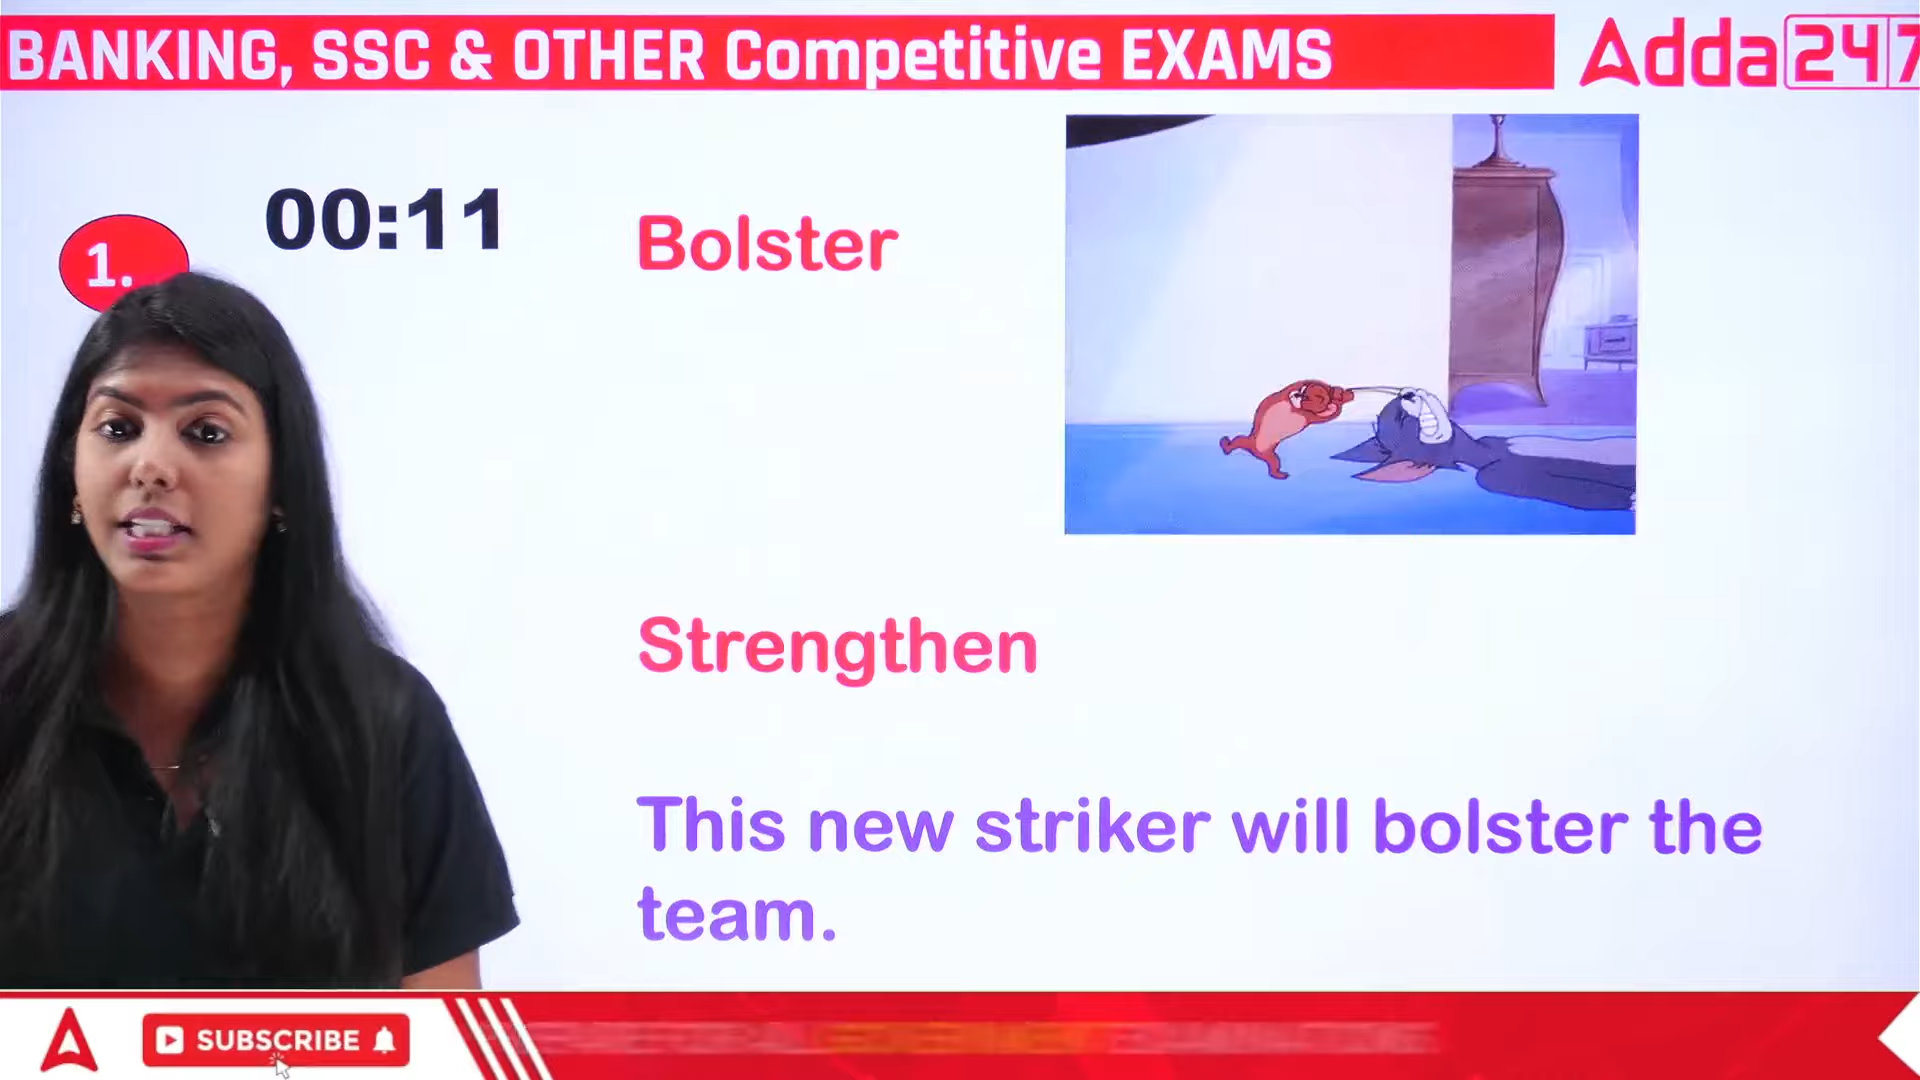 BANKING, SSC & OTHER Competitive EXAMS
Adda247
00:11
1.
Bolster
Strengthen
This new striker will bolster the
team.
SUBSCRIBE